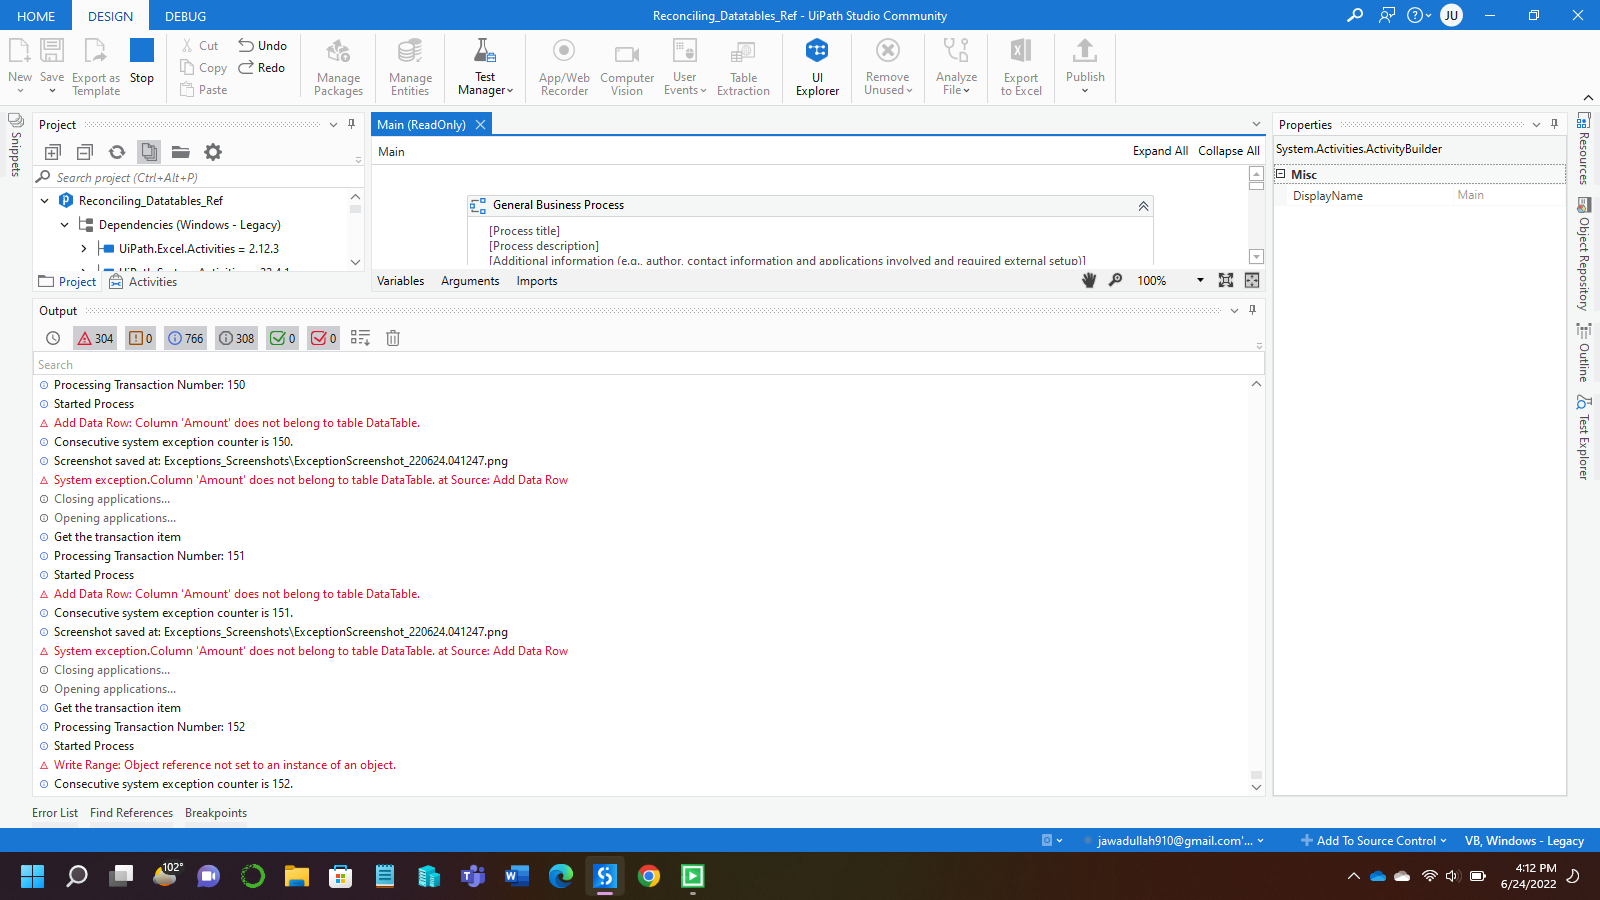 HOME DESIGN DEBUG Reconciling_Datatables_Ref - UiPath Studio Community JU
New Save Export as Template Stop Cut Copy Paste Undo Redo Manage Packages Manage Entities Test Manager App/Web Recorder Computer Vision User Events Table Extraction UI Explorer Remove Unused Analyze File Export to Excel Publish
Snippets
Project
Search project (Ctrl+Alt+P)
Reconciling_Datatables_Ref
Dependencies (Windows - Legacy)
UiPath.Excel.Activities = 2.12.3
Project Activities
Main (ReadOnly)
Main Expand All Collapse All
General Business Process
[Process title]
[Process description]
[Additional information (e.g., author, contact information and applications involved and required external setup)]
Variables Arguments Imports 100%
Properties
System.Activities.ActivityBuilder
Misc
DisplayName Main
Resources
Object Repository
Outline
Test Explorer
Output
304 0 766 308 0 0
Search
Processing Transaction Number: 150
Started Process
Add Data Row: Column 'Amount' does not belong to table DataTable.
Consecutive system exception counter is 150.
Screenshot saved at: Exceptions_Screenshots\ExceptionScreenshot_220624.041247.png
System exception.Column 'Amount' does not belong to table DataTable. at Source: Add Data Row
Closing applications...
Opening applications...
Get the transaction item
Processing Transaction Number: 151
Started Process
Add Data Row: Column 'Amount' does not belong to table DataTable.
Consecutive system exception counter is 151.
Screenshot saved at: Exceptions_Screenshots\ExceptionScreenshot_220624.041247.png
System exception.Column 'Amount' does not belong to table DataTable. at Source: Add Data Row
Closing applications...
Opening applications...
Get the transaction item
Processing Transaction Number: 152
Started Process
Write Range: Object reference not set to an instance of an object.
Consecutive system exception counter is 152.
Error List Find References Breakpoints
jawadullah910@gmail.com'... Add To Source Control VB, Windows - Legacy
102°
4:12 PM
6/24/2022